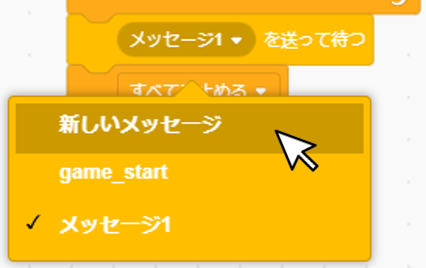 メッセージ1 ▼ を送って待つ
すべてを止める ▼
新しいメッセージ
game_start
✓ メッセージ1